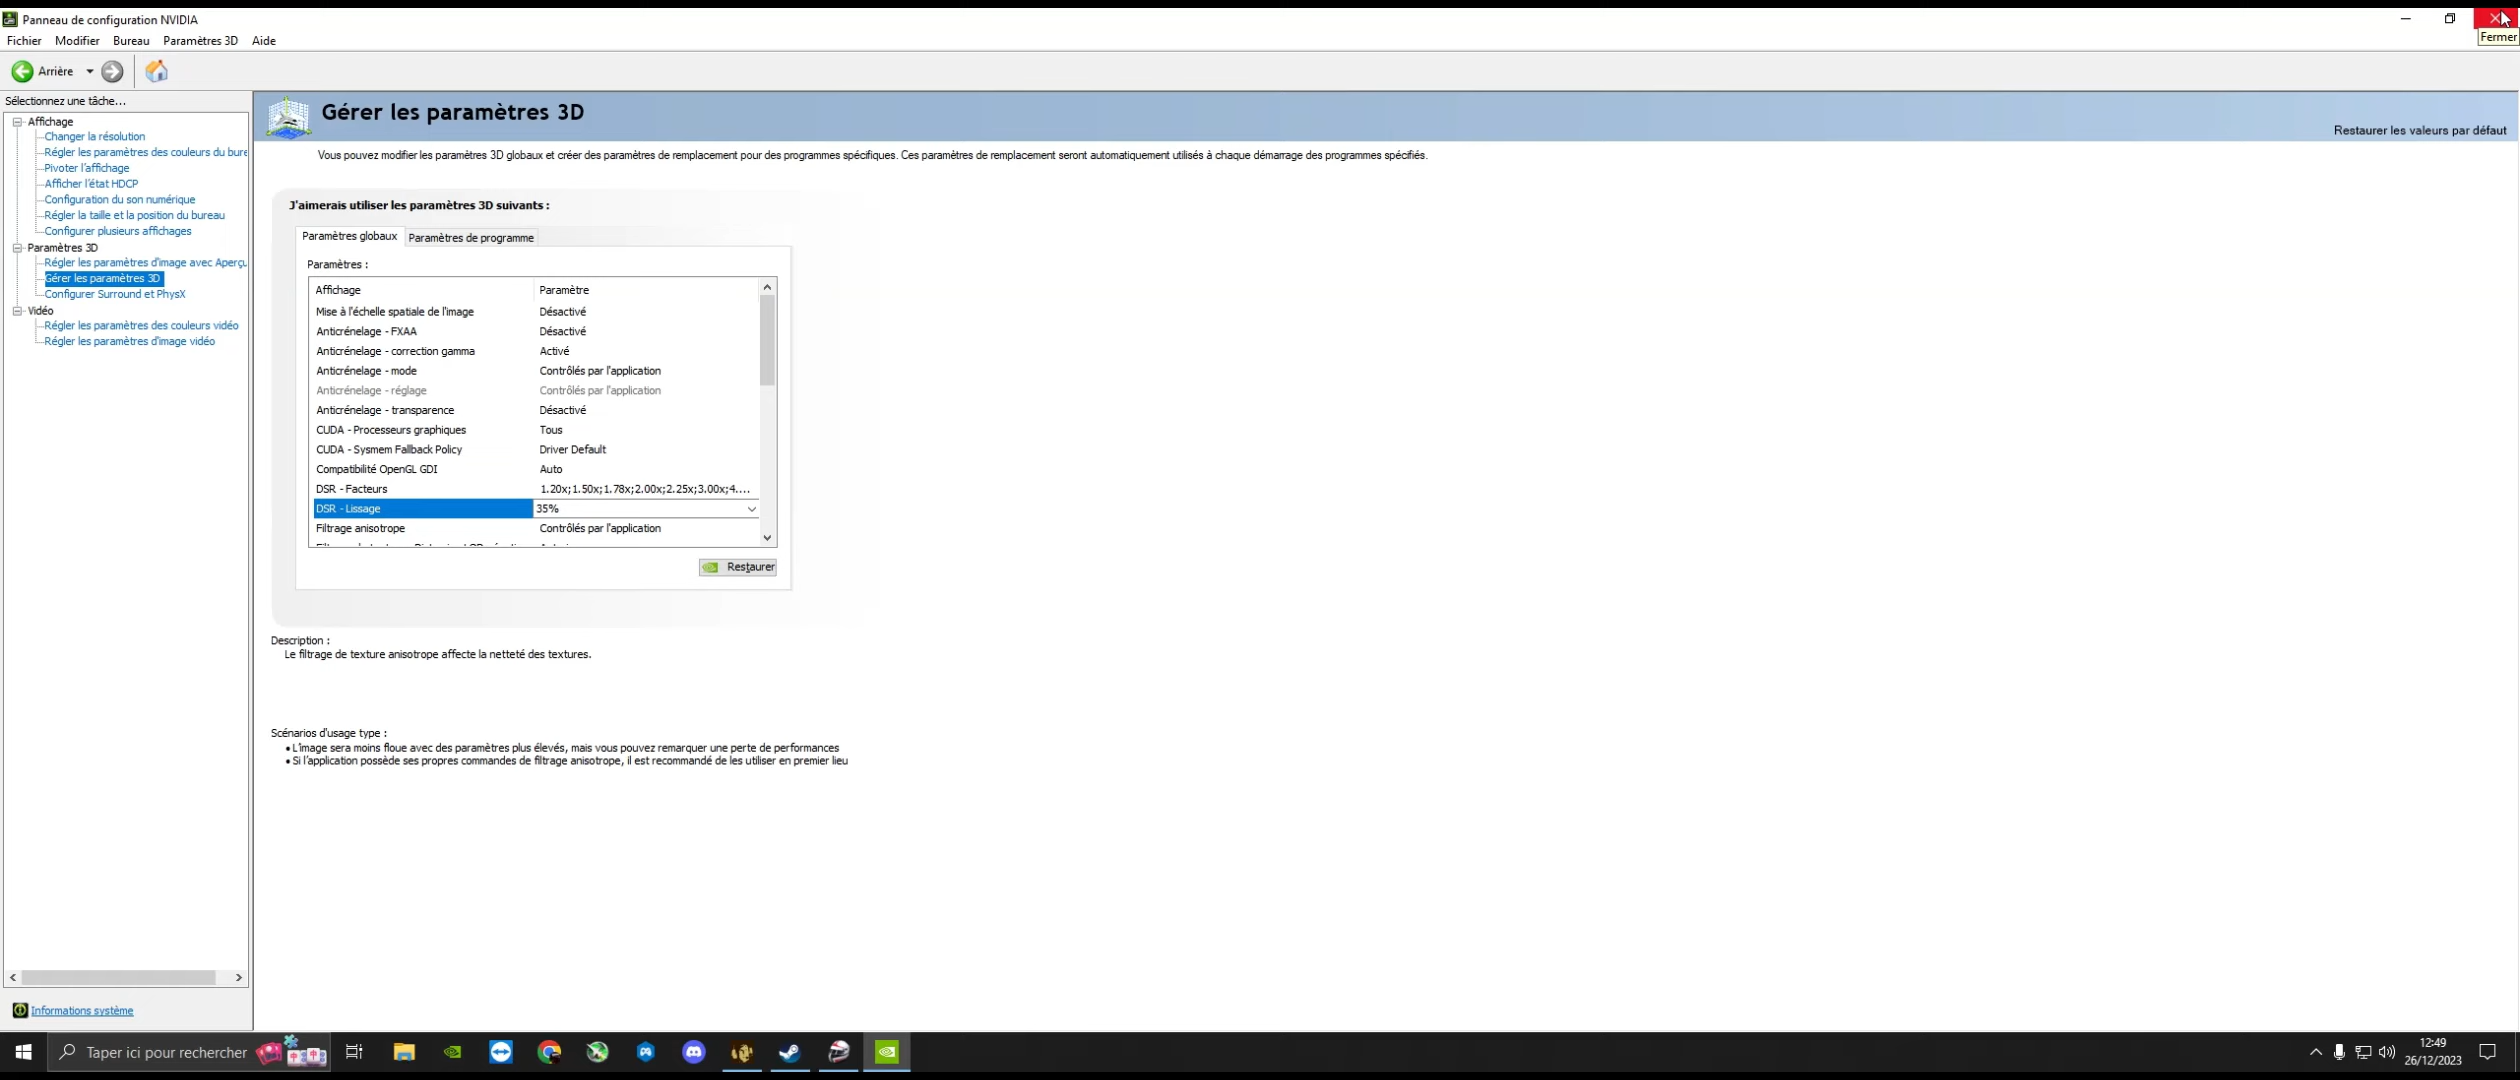 Panneau de configuration NVIDIA
Fermer
Fichier Modifier Bureau Paramètres 3D Aide
Arrière
Sélectionnez une tâche...
Affichage
Changer la résolution
Régler les paramètres des couleurs du bure
Pivoter l'affichage
Afficher l'état HDCP
Configuration du son numérique
Régler la taille et la position du bureau
Configurer plusieurs affichages
Paramètres 3D
Régler les paramètres d'image avec Aperçu
Gérer les paramètres 3D
Configurer Surround et PhysX
Vidéo
Régler les paramètres des couleurs vidéo
Régler les paramètres d'image vidéo
Informations système
Gérer les paramètres 3D
Restaurer les valeurs par défaut
Vous pouvez modifier les paramètres 3D globaux et créer des paramètres de remplacement pour des programmes spécifiques. Ces paramètres de remplacement seront automatiquement utilisés à chaque démarrage des programmes spécifiés.
J'aimerais utiliser les paramètres 3D suivants :
Paramètres globaux Paramètres de programme
Paramètres :
Affichage Paramètre
Mise à l'échelle spatiale de l'image Désactivé
Anticrénelage - FXAA Désactivé
Anticrénelage - correction gamma Activé
Anticrénelage - mode Contrôlés par l'application
Anticrénelage - réglage Contrôlés par l'application
Anticrénelage - transparence Désactivé
CUDA - Processeurs graphiques Tous
CUDA - Sysmem Fallback Policy Driver Default
Compatibilité OpenGL GDI Auto
DSR - Facteurs 1.20x;1.50x;1.78x;2.00x;2.25x;3.00x;4....
DSR - Lissage 35%
Filtrage anisotrope Contrôlés par l'application
Restaurer
Description :
Le filtrage de texture anisotrope affecte la netteté des textures.
Scénarios d'usage type :
• L'image sera moins floue avec des paramètres plus élevés, mais vous pouvez remarquer une perte de performances
• Si l'application possède ses propres commandes de filtrage anisotrope, il est recommandé de les utiliser en premier lieu
Taper ici pour rechercher
12:49
26/12/2023